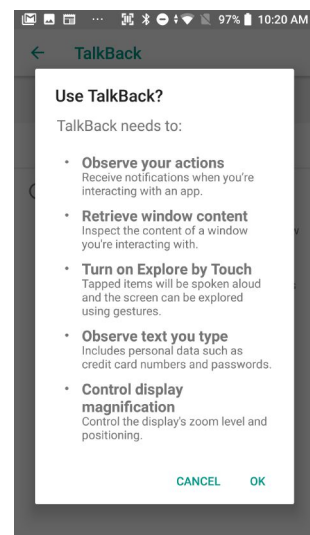 97% 10:20 AM
TalkBack
Use TalkBack?
TalkBack needs to:
• Observe your actions
Receive notifications when you're
interacting with an app.
• Retrieve window content
Inspect the content of a window
you're interacting with.
• Turn on Explore by Touch
Tapped items will be spoken aloud
and the screen can be explored
using gestures.
• Observe text you type
Includes personal data such as
credit card numbers and passwords.
• Control display
magnification
Control the display's zoom level and
positioning.
CANCEL OK